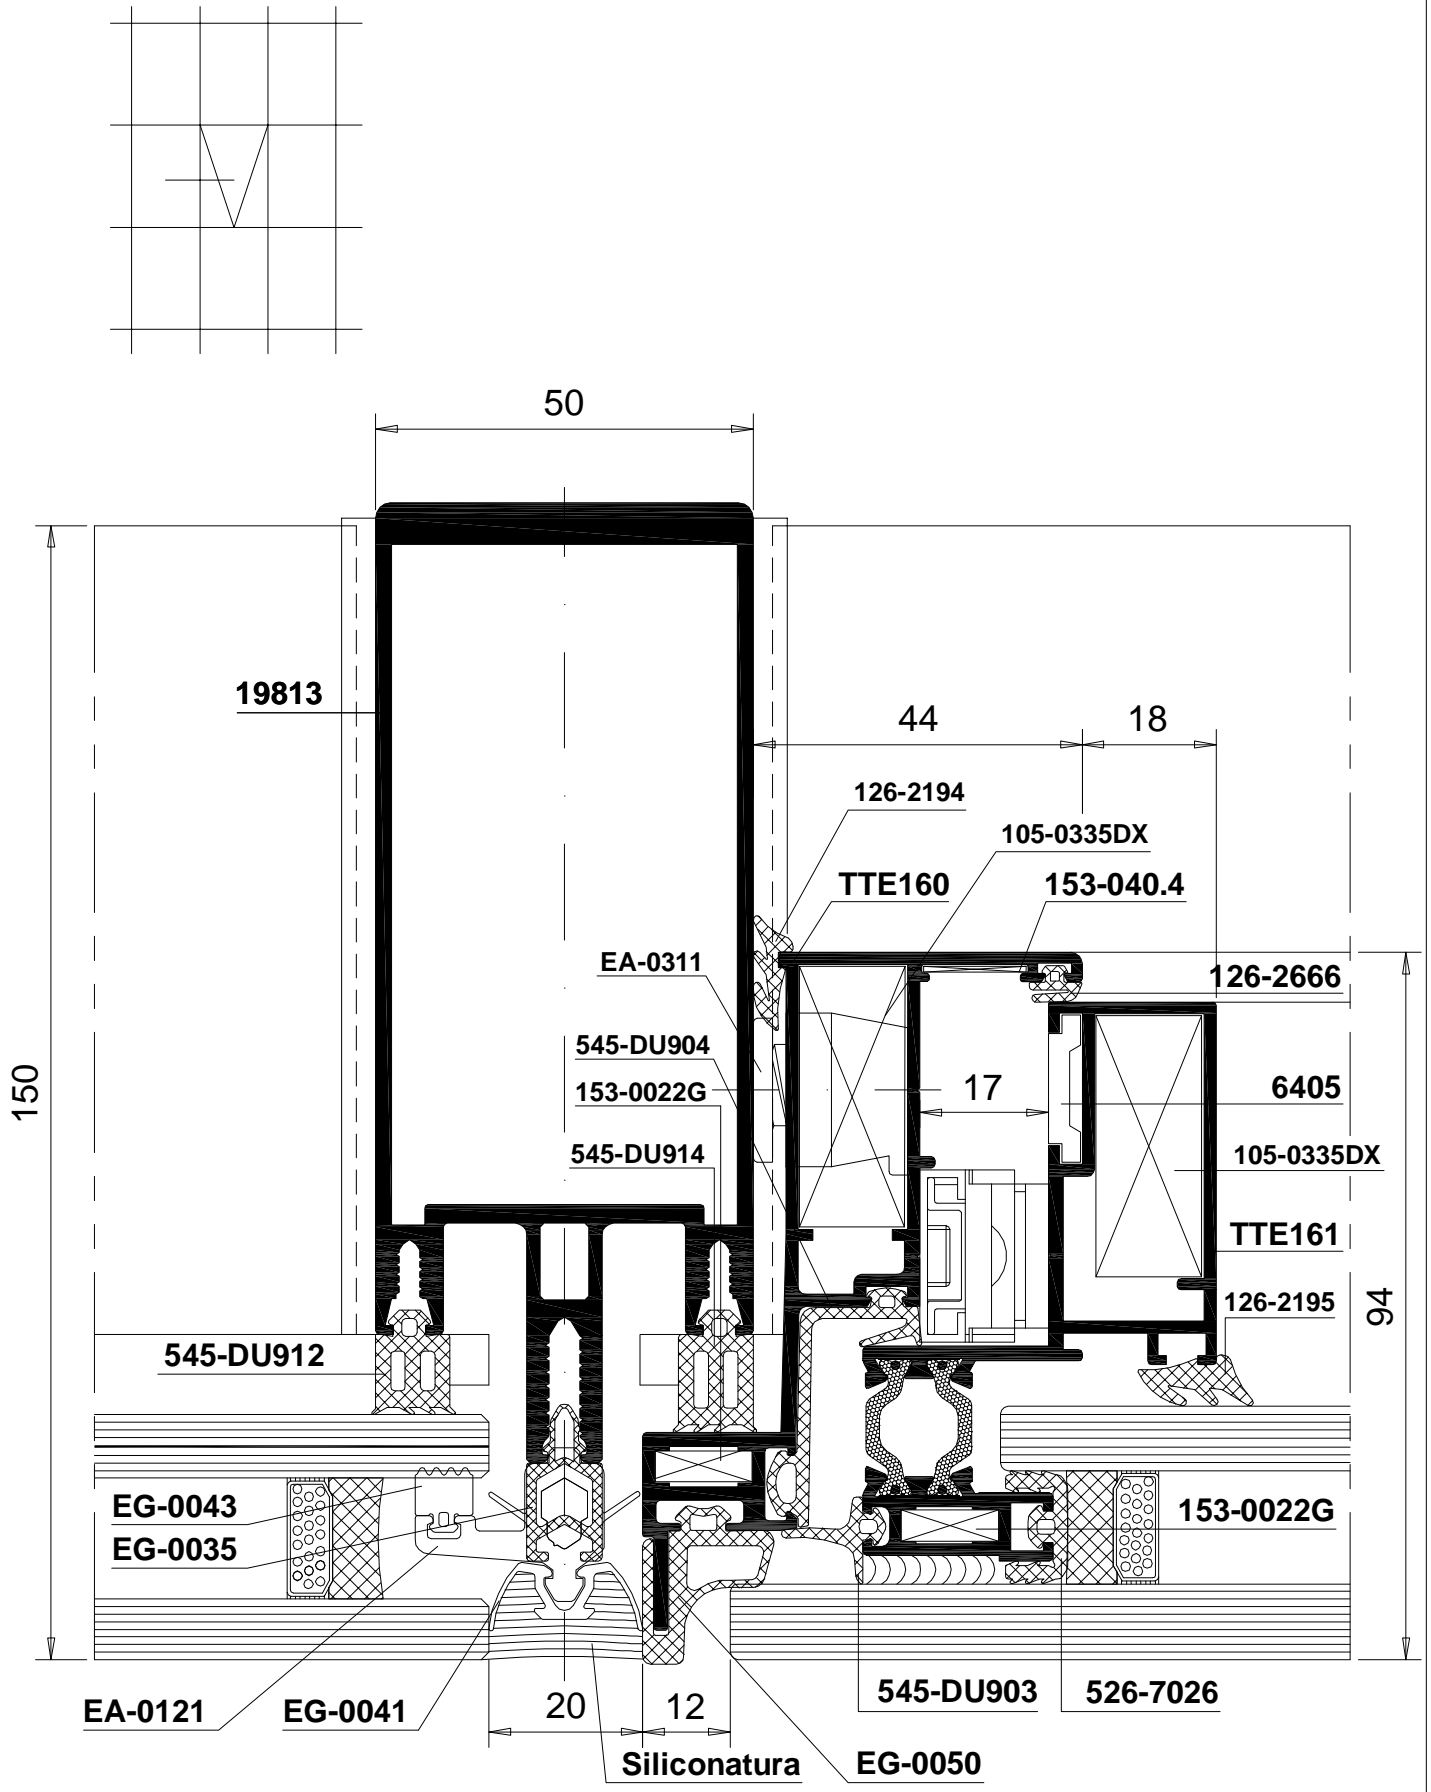 50
19813
44 18
126-2194
105-0335DX
TTE160 153-040.4
EA-0311
126-2666
545-DU904
153-0022G
17
6405
150
545-DU914
105-0335DX
TTE161
126-2195
94
545-DU912
EG-0043
153-0022G
EG-0035
545-DU903 526-7026
EA-0121 EG-0041 20 12
Siliconatura EG-0050